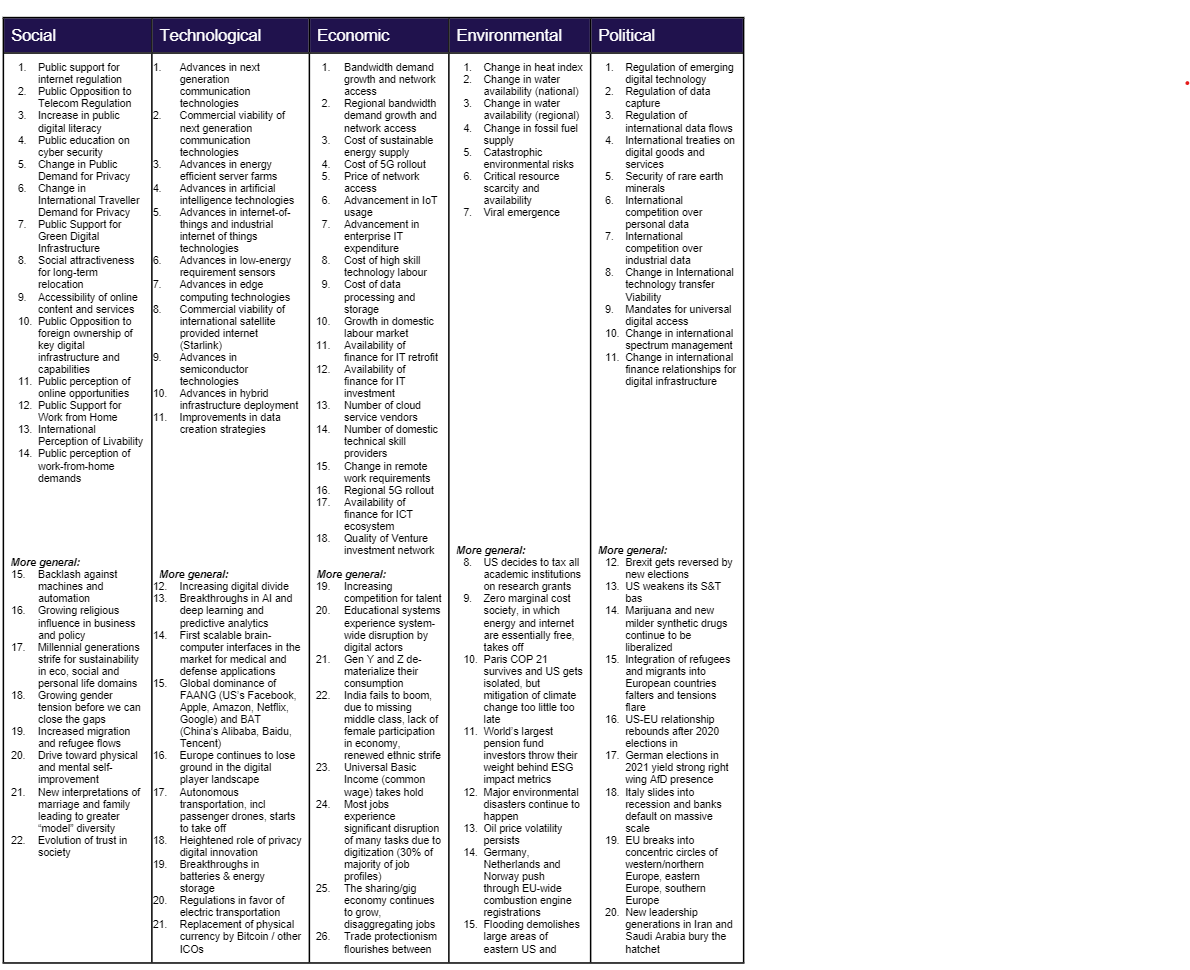 Social
1. Public support for
internet regulation
2. Public Opposition to
Telecom Regulation
3. Increase in public
digital literacy
4. Public education on
cyber security
5. Change in Public
Demand for Privacy
6. Change in
International Traveller
Demand for Privacy
7. Public Support for
Green Digital
Infrastructure
8. Social attractiveness
for long-term
relocation
9. Accessibility of online
content and services
10. Public Opposition to
foreign ownership of
key digital
infrastructure and
capabilities
11. Public perception of
online opportunities
12. Public Support for
Work from Home
13. International
Perception of Livability
14. Public perception of
work-from-home
demands
More general:
15. Backlash against
machines and
automation
16. Growing religious
influence in business
and policy
17. Millennial generations
strife for sustainability
in eco, social and
personal life domains
18. Growing gender
tension before we can
close the gaps
19. Increased migration
and refugee flows
20. Drive toward physical
and mental self-
improvement
21. New interpretations of
marriage and family
leading to greater
“model” diversity
22. Evolution of trust in
society
Technological
1. Advances in next
generation
communication
technologies
2. Commercial viability of
next generation
communication
technologies
3. Advances in energy
efficient server farms
4. Advances in artificial
intelligence technologies
5. Advances in internet-of-
things and industrial
internet of things
technologies
6. Advances in low-energy
requirement sensors
7. Advances in edge
computing technologies
8. Commercial viability of
international satellite
provided internet
(Starlink)
9. Advances in
semiconductor
technologies
10. Advances in hybrid
infrastructure deployment
11. Improvements in data
creation strategies
More general:
12. Increasing digital divide
13. Breakthroughs in AI and
deep learning and
predictive analytics
14. First scalable brain-
computer interfaces in the
market for medical and
defense applications
15. Global dominance of
FAANG (US’s Facebook,
Apple, Amazon, Netflix,
Google) and BAT
(China’s Alibaba, Baidu,
Tencent)
16. Europe continues to lose
ground in the digital
player landscape
17. Autonomous
transportation, incl
passenger drones, starts
to take off
18. Heightened role of privacy
digital innovation
19. Breakthroughs in
batteries & energy
storage
20. Regulations in favor of
electric transportation
21. Replacement of physical
currency by Bitcoin / other
ICOs
Economic
1. Bandwidth demand
growth and network
access
2. Regional bandwidth
demand growth and
network access
3. Cost of sustainable
energy supply
4. Cost of 5G rollout
5. Price of network
access
6. Advancement in IoT
usage
7. Advancement in
enterprise IT
expenditure
8. Cost of high skill
technology labour
9. Cost of data
processing and
storage
10. Growth in domestic
labour market
11. Availability of
finance for IT retrofit
12. Availability of
finance for IT
investment
13. Number of cloud
service vendors
14. Number of domestic
technical skill
providers
15. Change in remote
work requirements
16. Regional 5G rollout
17. Availability of
finance for ICT
ecosystem
18. Quality of Venture
investment network
More general:
19. Increasing
competition for talent
20. Educational systems
experience system-
wide disruption by
digital actors
21. Gen Y and Z de-
materialize their
consumption
22. India fails to boom,
due to missing
middle class, lack of
female participation
in economy,
renewed ethnic strife
23. Universal Basic
Income (common
wage) takes hold
24. Most jobs
experience
significant disruption
of many tasks due to
digitization (30% of
majority of job
profiles)
25. The sharing/gig
economy continues
to grow,
disaggregating jobs
26. Trade protectionism
flourishes between
Environmental
1. Change in heat index
2. Change in water
availability (national)
3. Change in water
availability (regional)
4. Change in fossil fuel
supply
5. Catastrophic
environmental risks
6. Critical resource
scarcity and
availability
7. Viral emergence
More general:
8. US decides to tax all
academic institutions
on research grants
9. Zero marginal cost
society, in which
energy and internet
are essentially free,
takes off
10. Paris COP 21
survives and US gets
isolated, but
mitigation of climate
change too little too
late
11. World’s largest
pension fund
investors throw their
weight behind ESG
impact metrics
12. Major environmental
disasters continue to
happen
13. Oil price volatility
persists
14. Germany,
Netherlands and
Norway push
through EU-wide
combustion engine
registrations
15. Flooding demolishes
large areas of
eastern US and
Political
1. Regulation of emerging
digital technology
2. Regulation of data
capture
3. Regulation of
international data flows
4. International treaties on
digital goods and
services
5. Security of rare earth
minerals
6. International
competition over
personal data
7. International
competition over
industrial data
8. Change in International
technology transfer
Viability
9. Mandates for universal
digital access
10. Change in international
spectrum management
11. Change in international
finance relationships for
digital infrastructure
More general:
12. Brexit gets reversed by
new elections
13. US weakens its S&T
bas
14. Marijuana and new
milder synthetic drugs
continue to be
liberalized
15. Integration of refugees
and migrants into
European countries
falters and tensions
flare
16. US-EU relationship
rebounds after 2020
elections in
17. German elections in
2021 yield strong right
wing AfD presence
18. Italy slides into
recession and banks
default on massive
scale
19. EU breaks into
concentric circles of
western/northern
Europe, eastern
Europe, southern
Europe
20. New leadership
generations in Iran and
Saudi Arabia bury the
hatchet